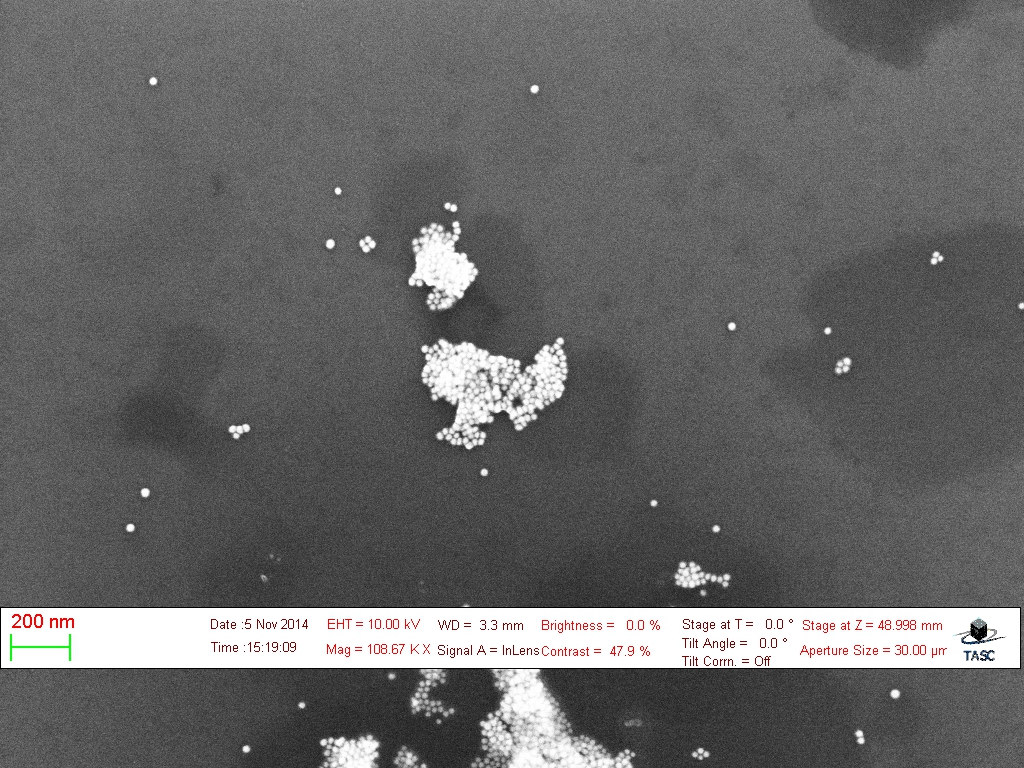 200 nm
Date :5 Nov 2014 EHT = 10.00 kV WD = 3.3 mm Brightness = 0.0 % Stage at T = 0.0 ° Stage at Z = 48.998 mm
Tilt Angle = 0.0 °
Time :15:19:09 Mag = 108.67 K X Signal A = InLens Contrast = 47.9 % Aperture Size = 30.00 µm
Tilt Corrn. = Off
TASC